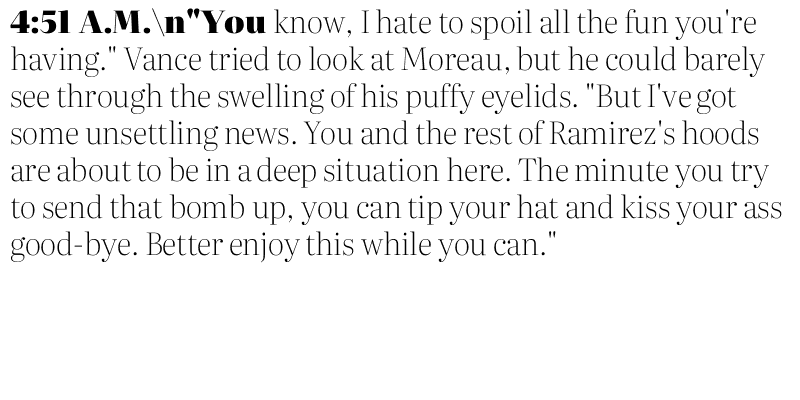 4:51 A.M.\n"You know, I hate to spoil all the fun you're
having." Vance tried to look at Moreau, but he could barely
see through the swelling of his puffy eyelids. "But I've got
some unsettling news. You and the rest of Ramirez's hoods
are about to be in a deep situation here. The minute you try
to send that bomb up, you can tip your hat and kiss your ass
good-bye. Better enjoy this while you can."